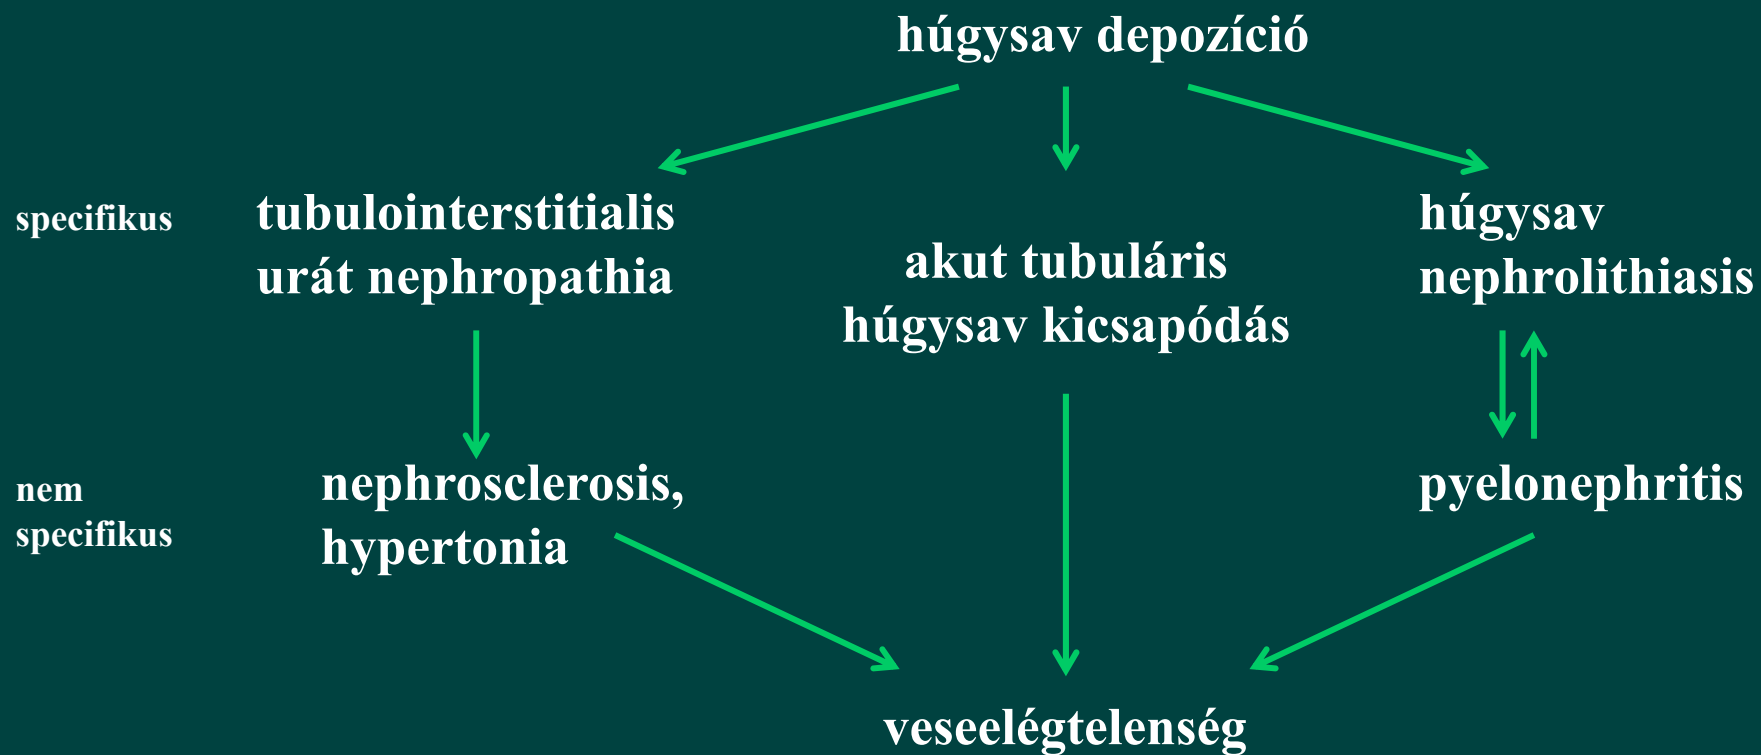 húgysav depozíció
specifikus
tubulointerstitialis
urát nephropathia
akut tubuláris
húgysav kicsapódás
húgysav
nephrolithiasis
nem
specifikus
nephrosclerosis,
hypertonia
pyelonephritis
veseelégtelenség